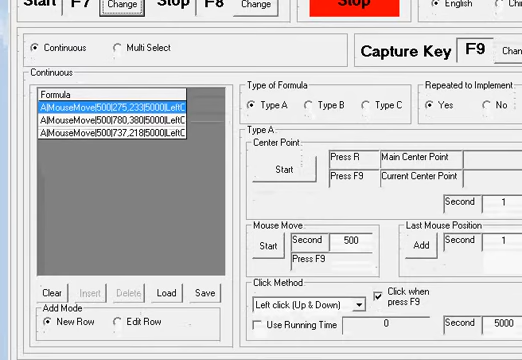 Start F7 Change Stop F8 Change Stop English
Continuous Multi Select
Capture Key F9
Continuous
Formula
A|MouseMove|500|275,233|5000|LeftC
A|MouseMove|500|780,380|5000|LeftC
A|MouseMove|500|737,218|5000|LeftC
Clear Insert Delete Load Save
Add Mode
New Row Edit Row
Type of Formula
Type A Type B Type C
Repeated to Implement
Yes No
Type A
Center Point
Start
Press R Main Center Point
Press F9 Current Center Point
Second 1
Mouse Move
Start Second 500
Press F9
Last Mouse Position
Add Second 1
Click Method
Left click (Up & Down)
Click when
press F9
Use Running Time 0
Second 5000